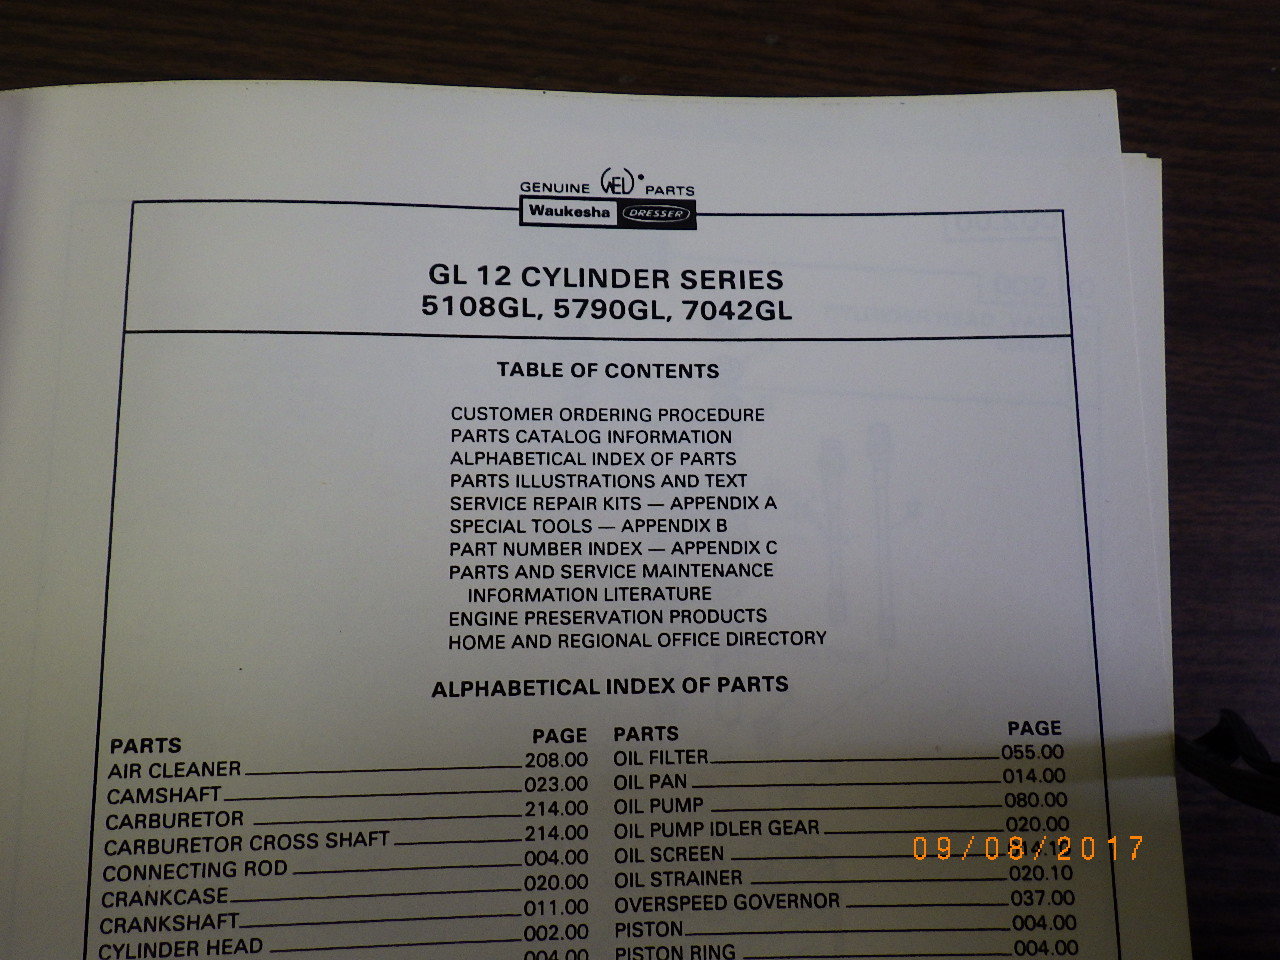 GENUINE WED PARTS
Waukesha DRESSER
GL 12 CYLINDER SERIES
5108GL, 5790GL, 7042GL
TABLE OF CONTENTS
CUSTOMER ORDERING PROCEDURE
PARTS CATALOG INFORMATION
ALPHABETICAL INDEX OF PARTS
PARTS ILLUSTRATIONS AND TEXT
SERVICE REPAIR KITS — APPENDIX A
SPECIAL TOOLS — APPENDIX B
PART NUMBER INDEX — APPENDIX C
PARTS AND SERVICE MAINTENANCE
INFORMATION LITERATURE
ENGINE PRESERVATION PRODUCTS
HOME AND REGIONAL OFFICE DIRECTORY
ALPHABETICAL INDEX OF PARTS
PARTS PAGE
AIR CLEANER 208.00
CAMSHAFT 023.00
CARBURETOR 214.00
CARBURETOR CROSS SHAFT 214.00
CONNECTING ROD 004.00
CRANKCASE 020.00
CRANKSHAFT 011.00
CYLINDER HEAD 002.00
004.00
PARTS PAGE
OIL FILTER 055.00
OIL PAN 014.00
OIL PUMP 080.00
OIL PUMP IDLER GEAR 020.00
OIL SCREEN
OIL STRAINER 020.10
OVERSPEED GOVERNOR 037.00
PISTON 004.00
PISTON RING 004.00
09/08/2017